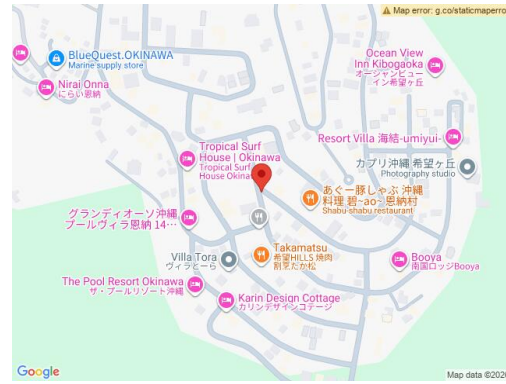 Map error: g.co/staticmaperro
BlueQuest.OKINAWA
Marine supply store
Nirai Onna
にらい恩納
Ocean View
Inn Kibogaoka
オーシャンビュー
イン希望ヶ丘
Resort Villa 海結-umiyui-
カプリ沖縄 希望ヶ丘
Photography studio
Tropical Surf
House | Okinawa
Tropical Surf
House Okina
あぐー豚しゃぶ 沖縄
料理 碧~ao~ 恩納村
Shabu-shabu restaurant
グランディオーソ沖縄
プールヴィラ恩納 14…
Villa Tora
ヴィラとーら
Takamatsu
希望HILLS 焼肉
割烹たか松
Booya
南国ロッジBooya
The Pool Resort Okinawa
ザ・プールリゾート沖縄
Karin Design Cottage
カリンデザインコテージ
Google
Map data ©2026